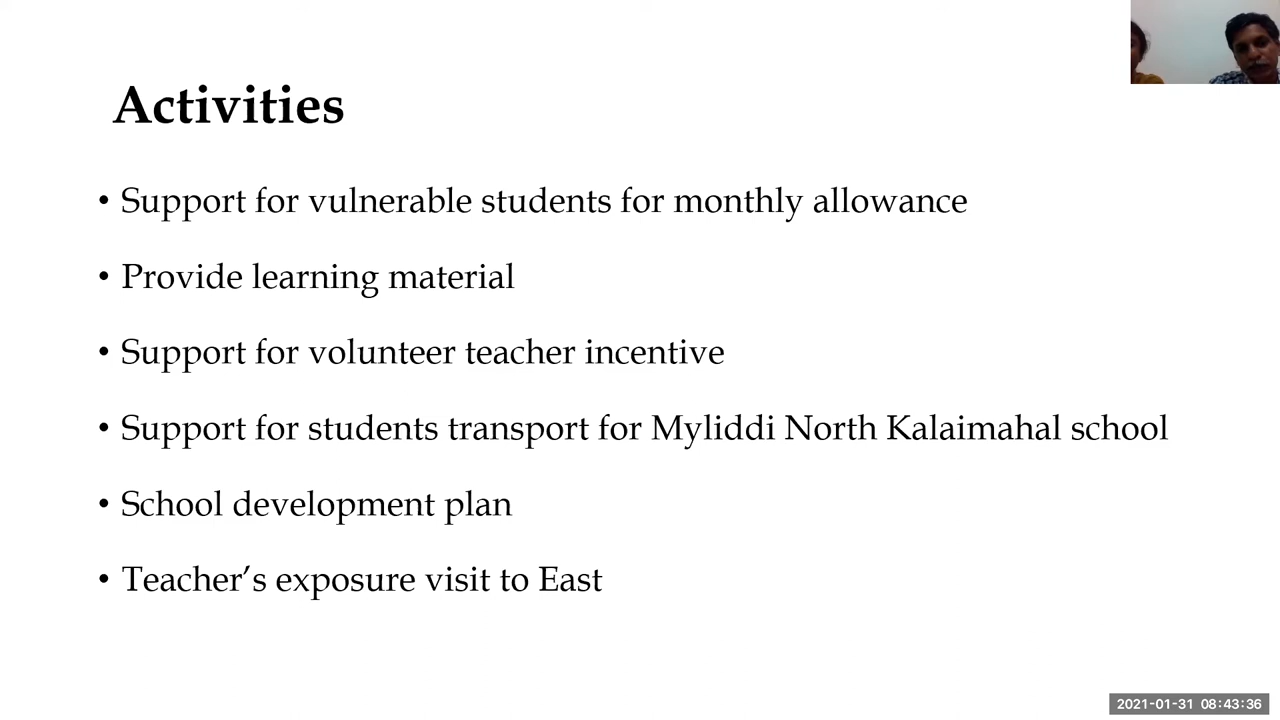 Activities
• Support for vulnerable students for monthly allowance
• Provide learning material
• Support for volunteer teacher incentive
• Support for students transport for Myliddi North Kalaimahal school
• School development plan
• Teacher’s exposure visit to East
2021-01-31 08:43:36